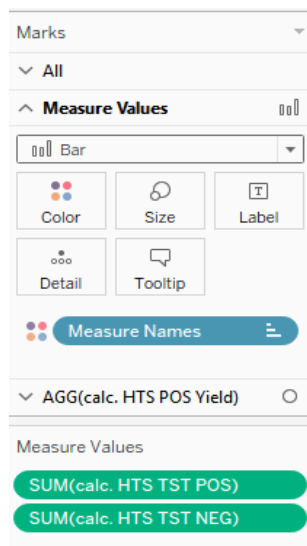 Marks
All
Measure Values
Bar
Color Size Label
Detail Tooltip
Measure Names
AGG(calc. HTS POS Yield)
Measure Values
SUM(calc. HTS TST POS)
SUM(calc. HTS TST NEG)